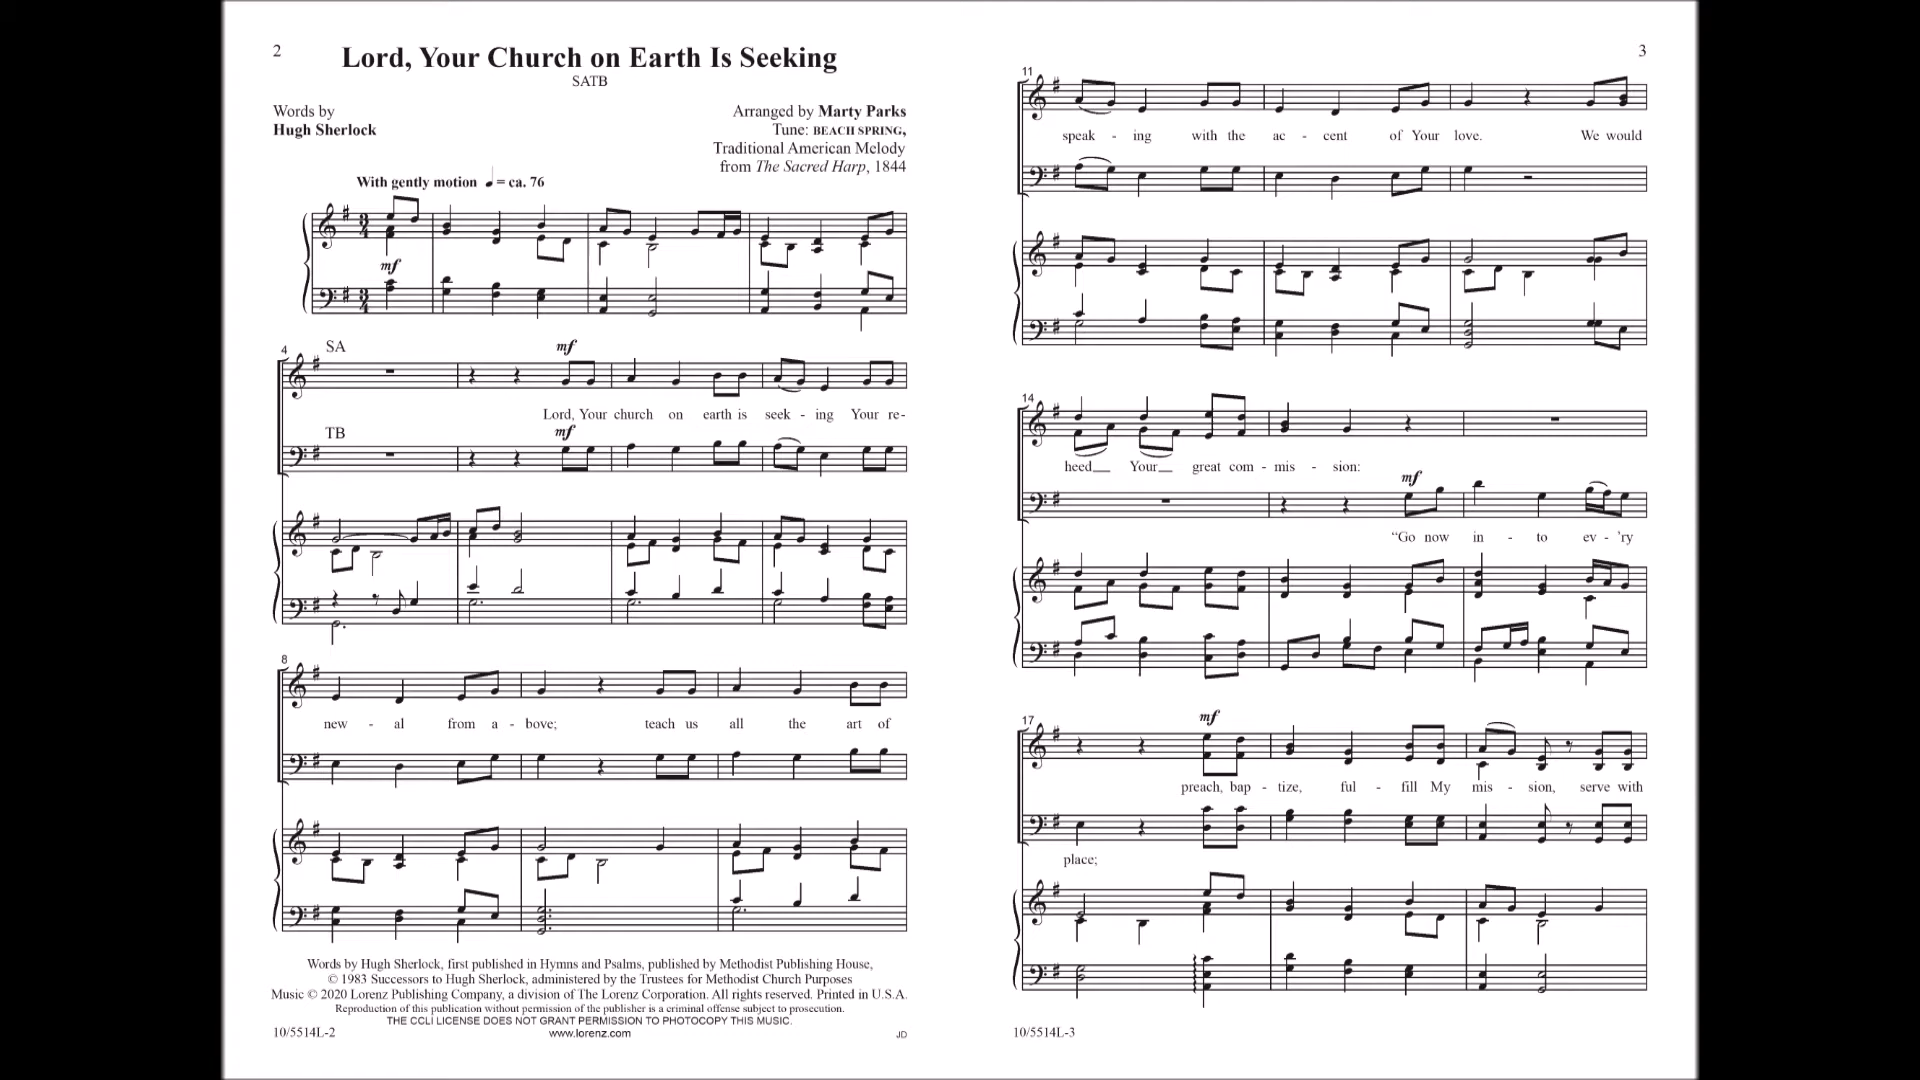 2
Lord, Your Church on Earth Is Seeking
SATB
Words by
Hugh Sherlock
Arranged by Marty Parks
Tune: BEACH SPRING,
Traditional American Melody
from The Sacred Harp, 1844
With gently motion ♩ = ca. 76
mf
4
SA
mf
Lord, Your church on earth is seek - ing Your re-
TB
mf
8
new - al from a - bove; teach us all the art of
Words by Hugh Sherlock, first published in Hymns and Psalms, published by Methodist Publishing House,
© 1983 Successors to Hugh Sherlock, administered by the Trustees for Methodist Church Purposes
Music © 2020 Lorenz Publishing Company, a division of The Lorenz Corporation. All rights reserved. Printed in U.S.A.
Reproduction of this publication without permission of the publisher is a criminal offense subject to prosecution.
THE CCLI LICENSE DOES NOT GRANT PERMISSION TO PHOTOCOPY THIS MUSIC.
www.lorenz.com
10/5514L-2
JD
3
11
speak - ing with the ac - cent of Your love. We would
14
heed Your great com - mis - sion:
mf
“Go now in - to ev - ’ry
17
mf
preach, bap - tize, ful - fill My mis - sion, serve with
place;
10/5514L-3